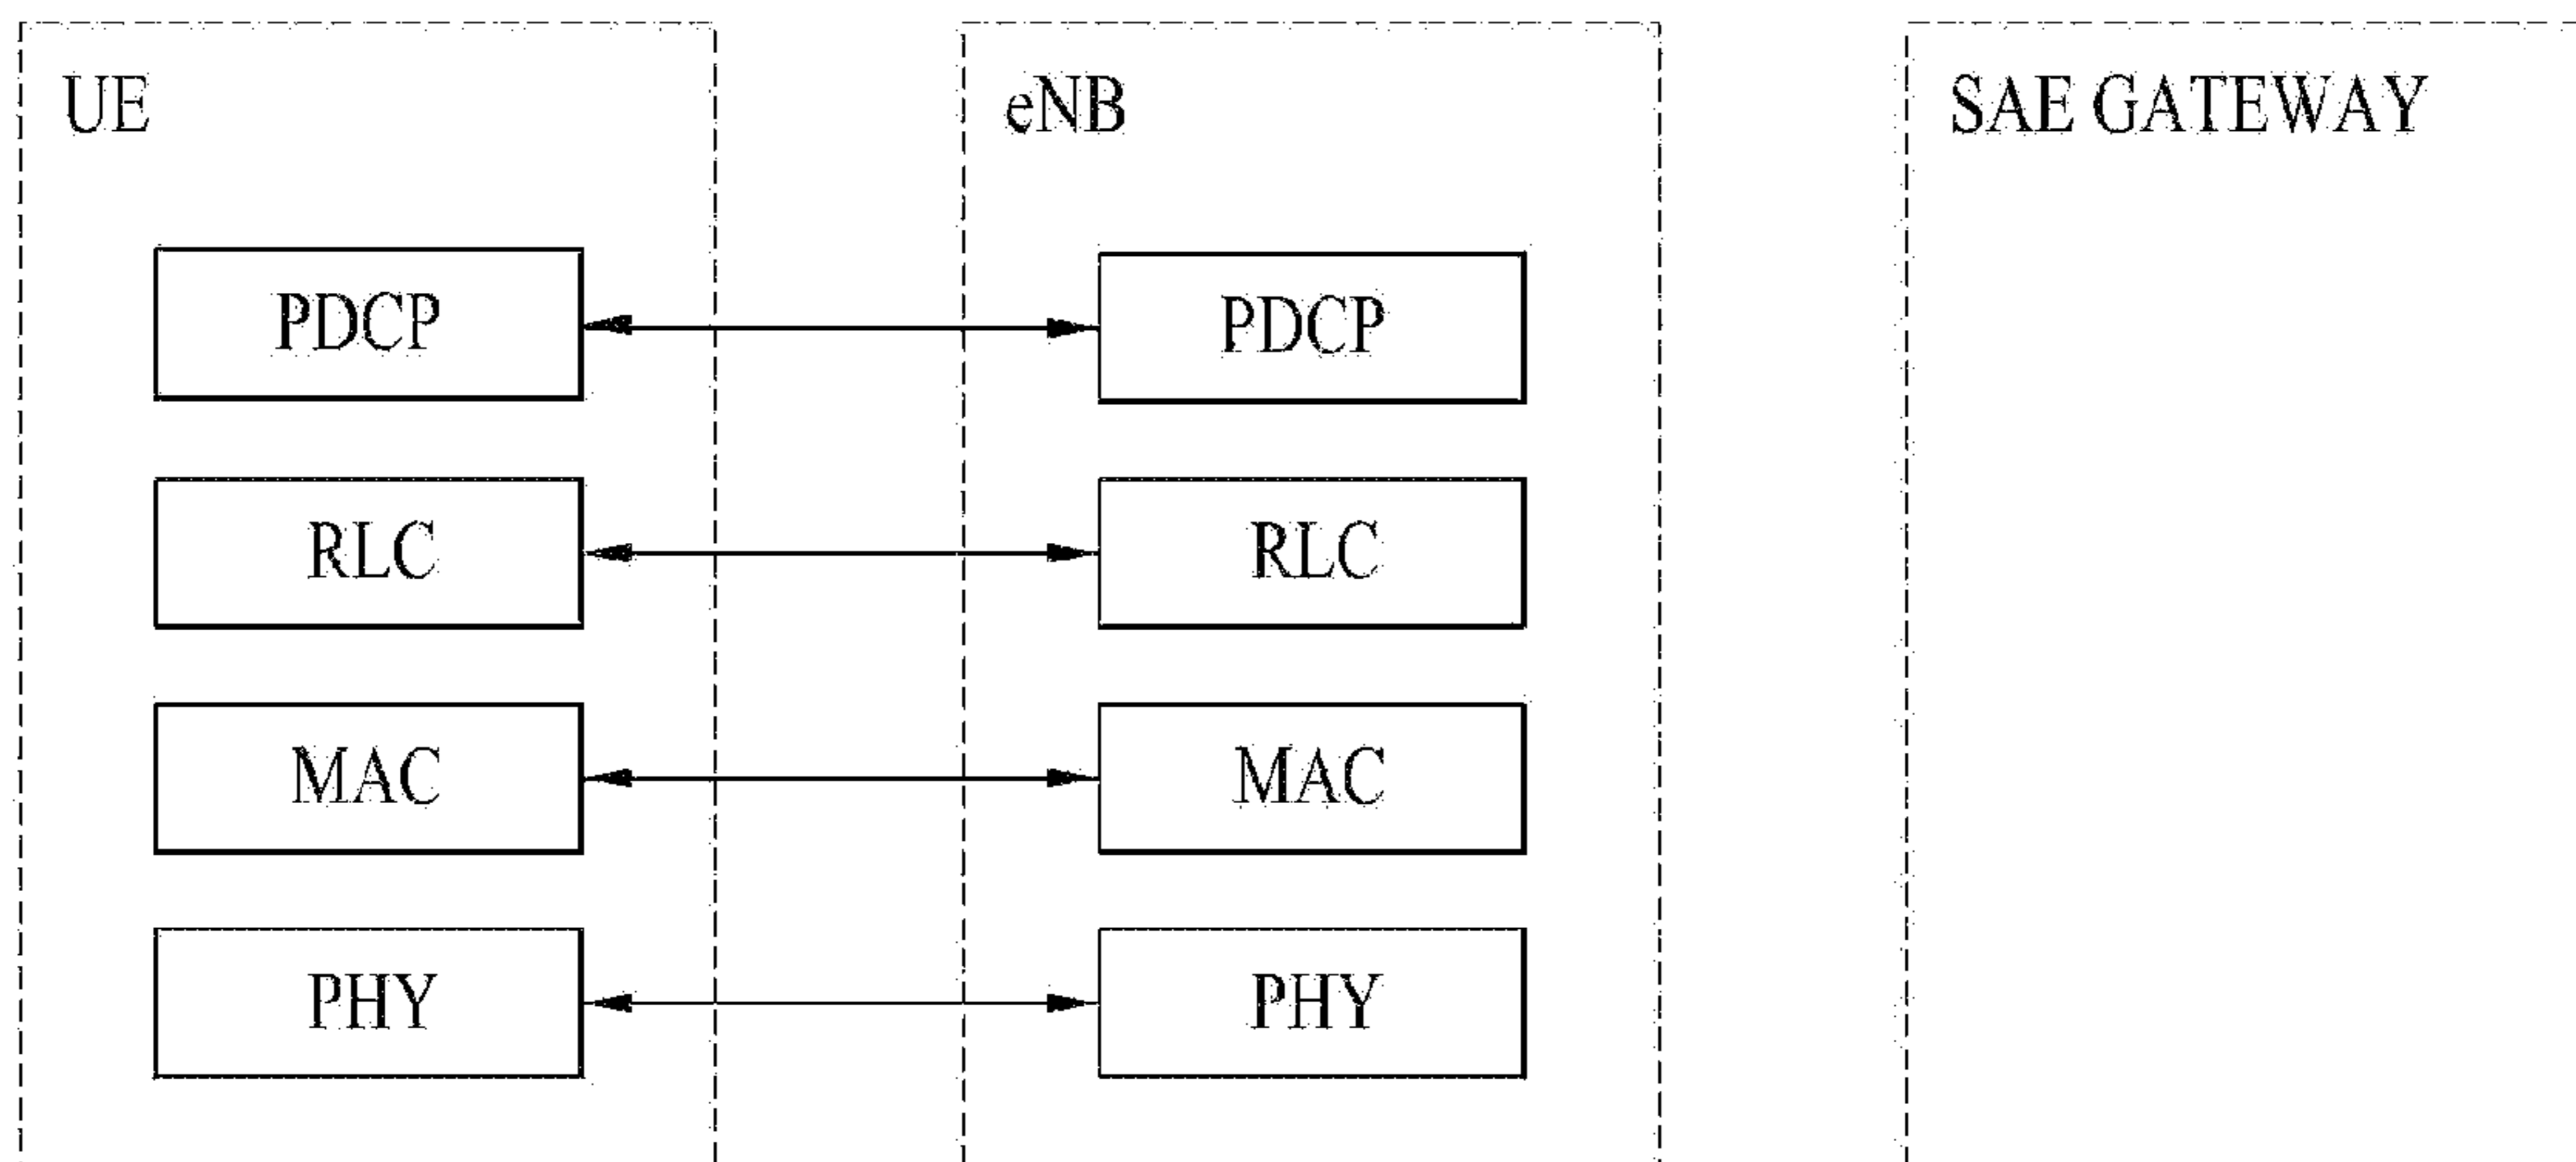 UE
eNB
SAE GATEWAY
PDCP
PDCP
RLC
RLC
MAC
MAC
PHY
PHY